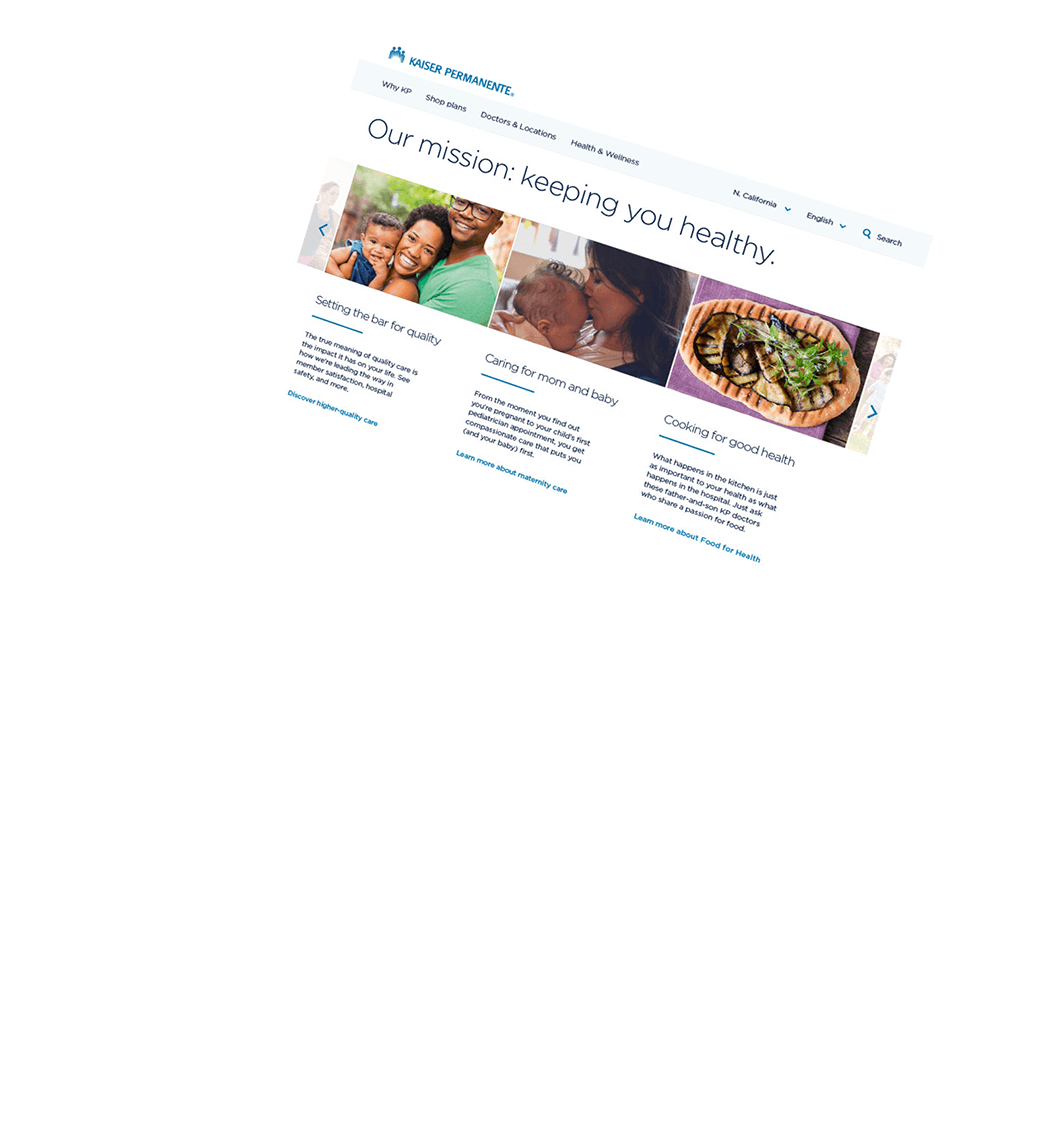 KAISER PERMANENTE®
Why KP Shop plans Doctors & Locations Health & Wellness N. California English Search
Our mission: keeping you healthy.
Setting the bar for quality
The true meaning of quality care is
the impact it has on your life. See
how we're leading the way in
member satisfaction, hospital
safety, and more.
Discover higher-quality care
Caring for mom and baby
From the moment you find out
you're pregnant to your child's first
pediatrician appointment, you get
compassionate care that puts you
(and your baby) first.
Learn more about maternity care
Cooking for good health
What happens in the kitchen is just
as important to your health as what
happens in the hospital. Just ask
these father-and-son KP doctors
who share a passion for food.
Learn more about Food for Health